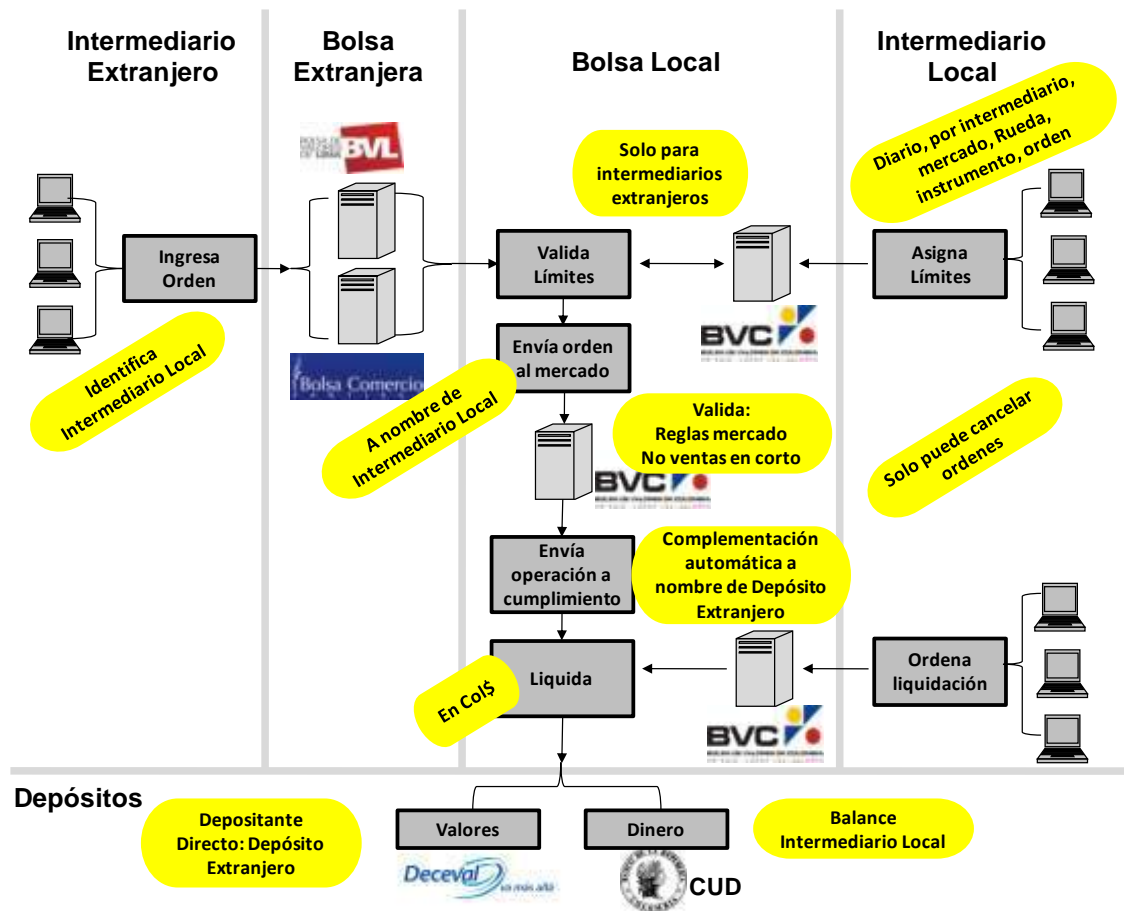 Intermediario
Extranjero
Bolsa
Extranjera
Bolsa Local
Intermediario
Local
BVL
Solo para
intermediarios
extranjeros
Diario, por intermediario,
mercado, Rueda,
instrumento, orden
Ingresa
Orden
Valida
Límites
Asigna
Límites
BVC
Identifica
Intermediario Local
Bolsa Comercio
Envía orden
al mercado
A nombre de
Intermediario Local
Valida:
Reglas mercado
No ventas en corto
BVC
Solo puede cancelar
ordenes
Envía
operación a
cumplimiento
Complementación
automática a
nombre de Depósito
Extranjero
Liquida
En Col$
Ordena
liquidación
BVC
Depósitos
Depositante
Directo: Depósito
Extranjero
Valores
Dinero
Balance
Intermediario Local
Deceval
va más allá
CUD